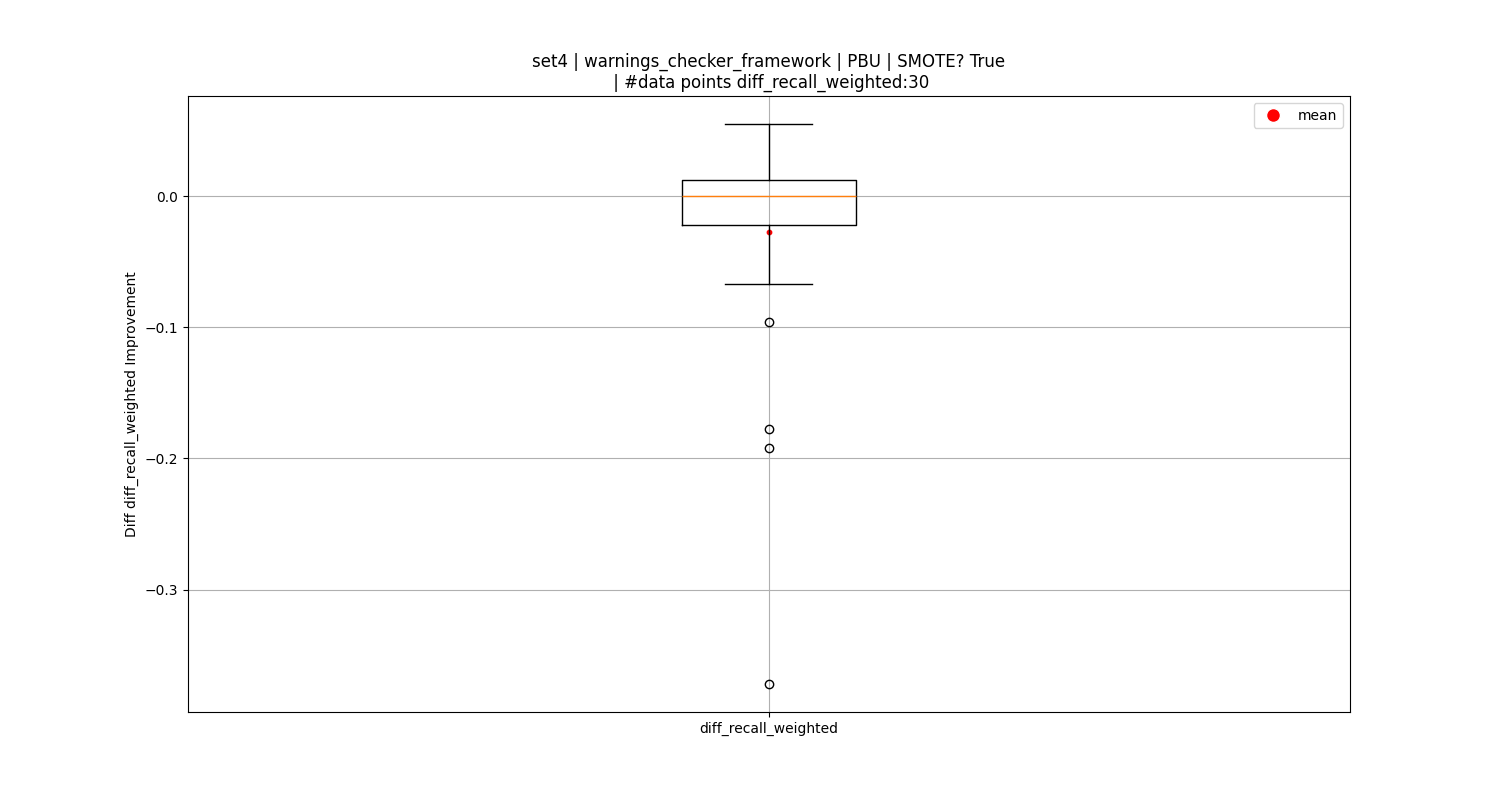 set4 | warnings_checker_framework | PBU | SMOTE? True
| #data points diff_recall_weighted:30
mean
0.0
−0.1
−0.2
−0.3
Diff diff_recall_weighted Improvement
diff_recall_weighted